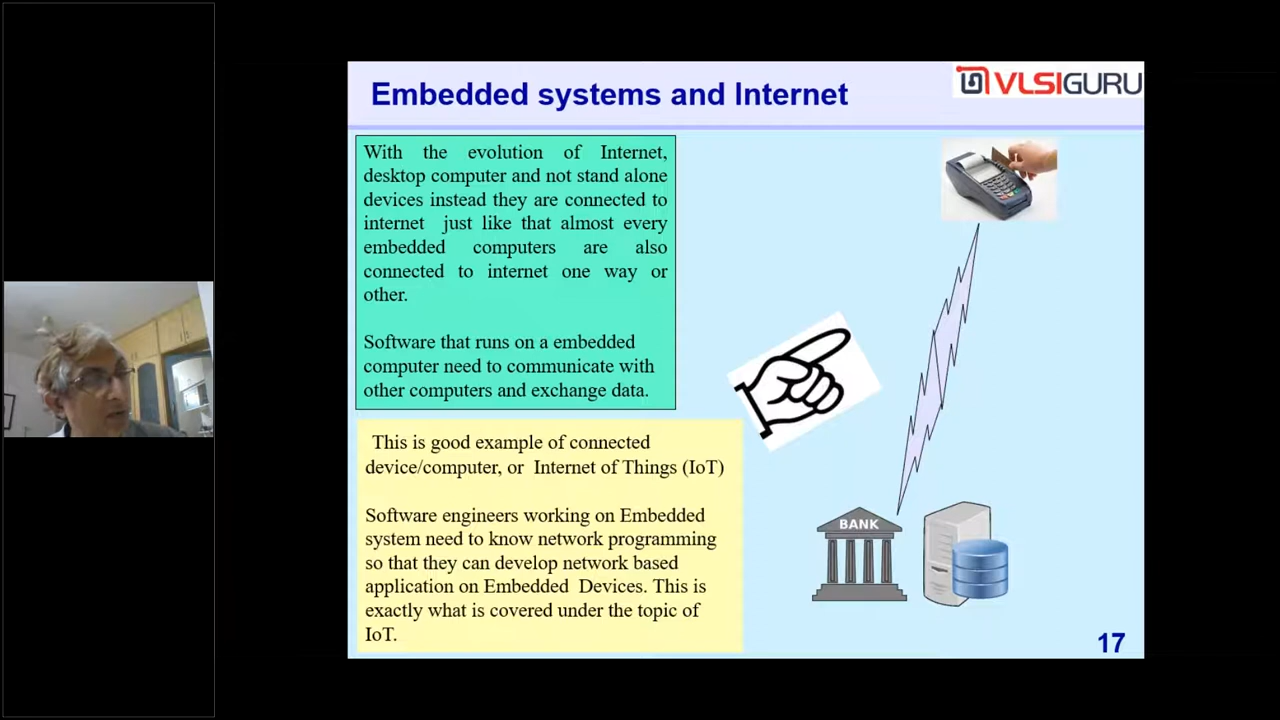 Embedded systems and Internet
VLSIGURU
With the evolution of Internet,
desktop computer and not stand alone
devices instead they are connected to
internet just like that almost every
embedded computers are also
connected to internet one way or
other.
Software that runs on a embedded
computer need to communicate with
other computers and exchange data.
This is good example of connected
device/computer, or Internet of Things (IoT)
Software engineers working on Embedded
system need to know network programming
so that they can develop network based
application on Embedded Devices. This is
exactly what is covered under the topic of
IoT.
BANK
17